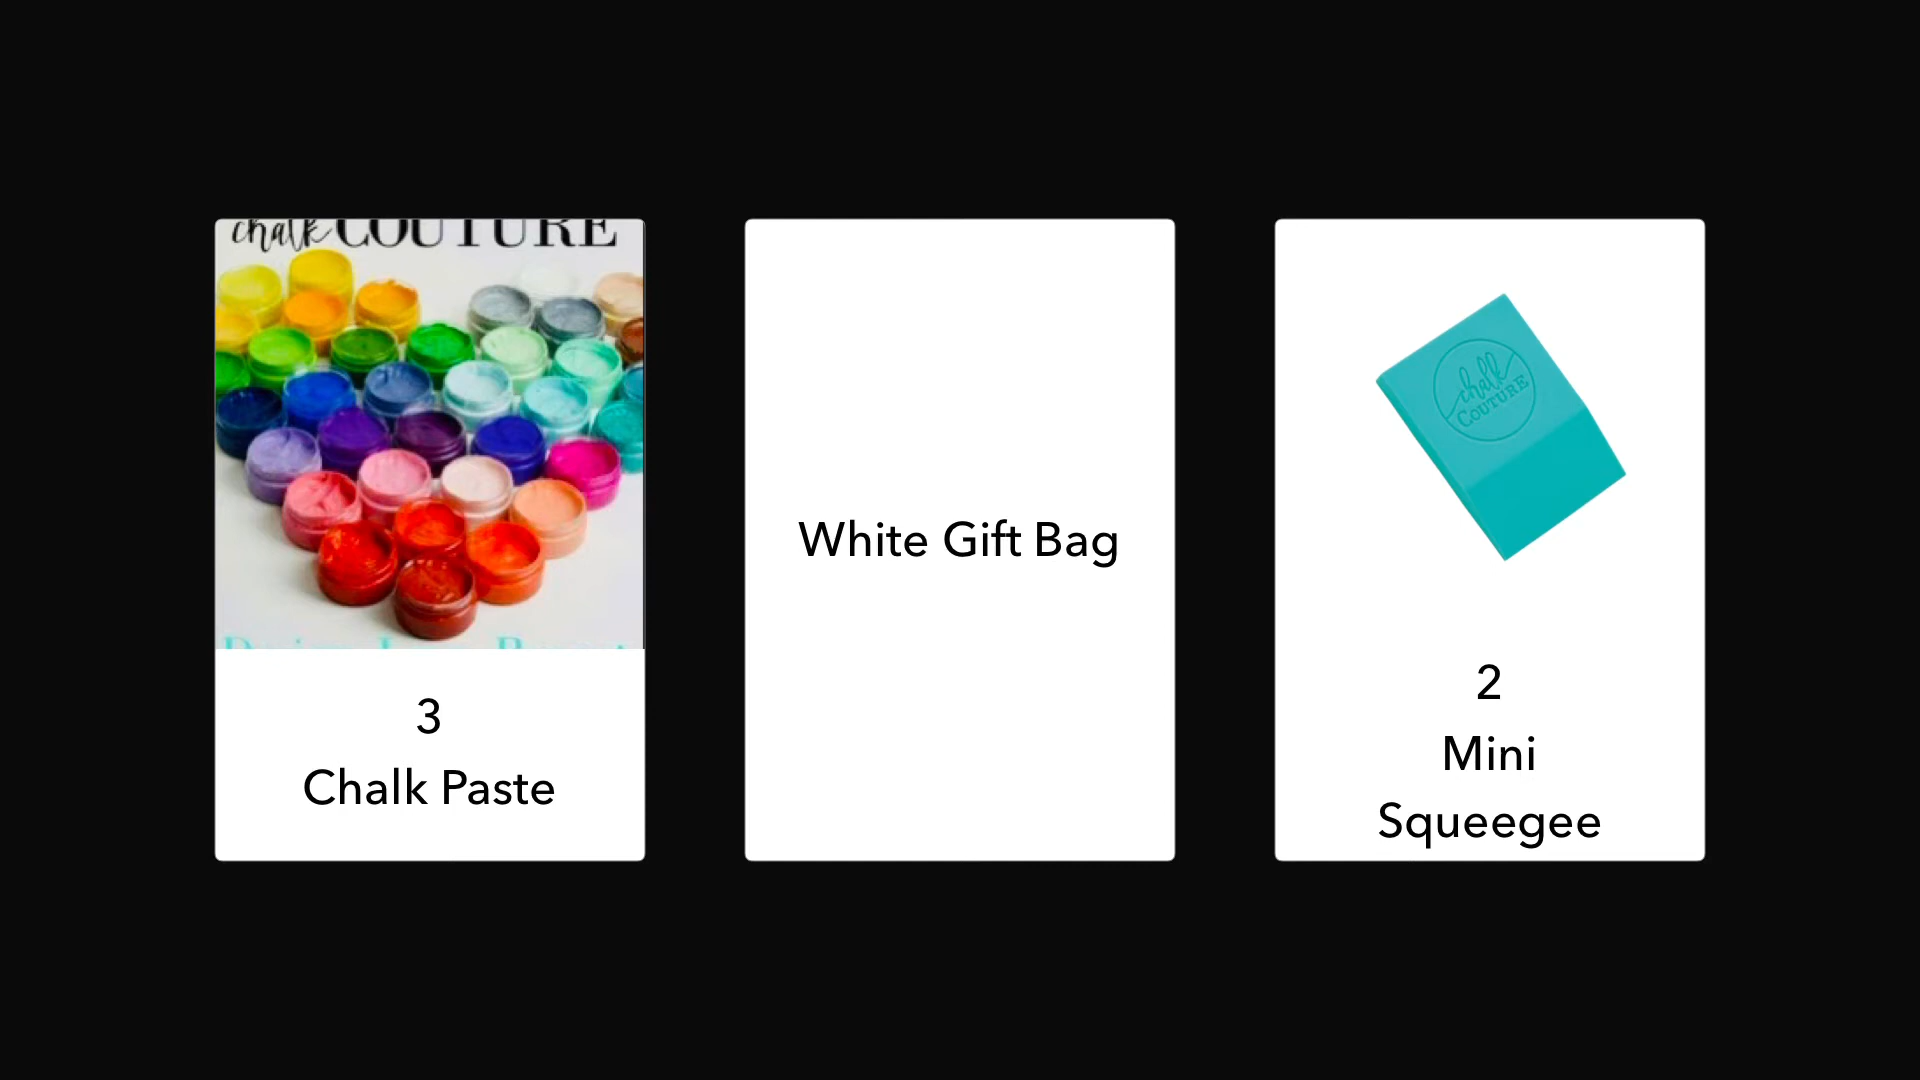 chalk COUTURE
3
Chalk Paste
White Gift Bag
chalk
COUTURE
2
Mini
Squeegee